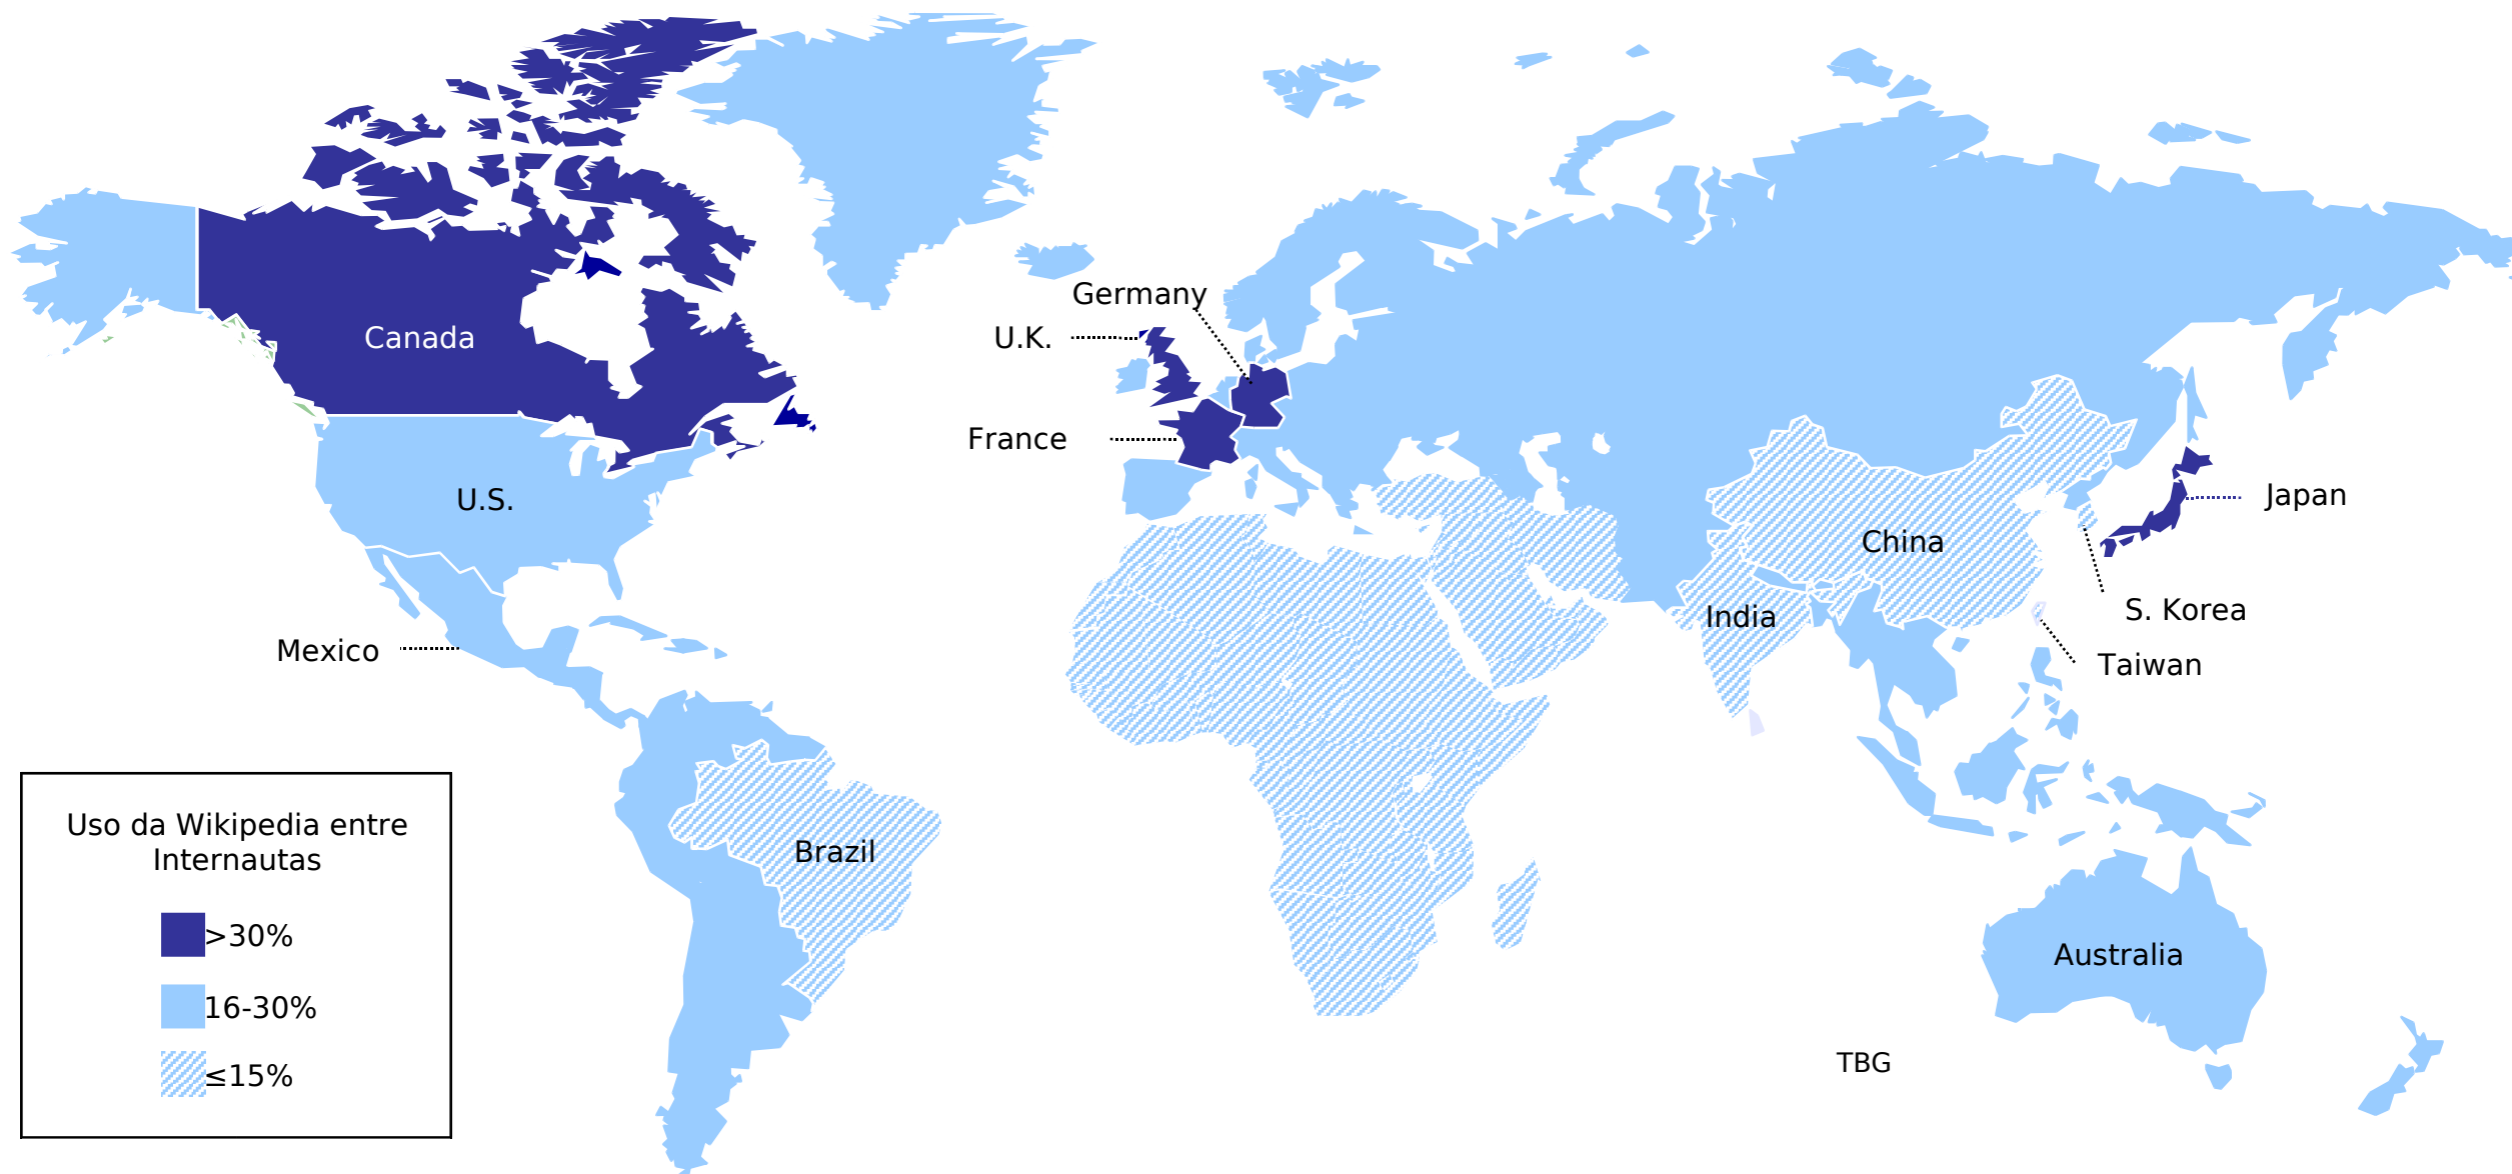 Germany
U.K.
Canada
France
U.S.
Japan
China
S. Korea
India
Mexico
Taiwan
Brazil
Australia
Uso da Wikipedia entre
Internautas
>30%
16-30%
≤15%
TBG